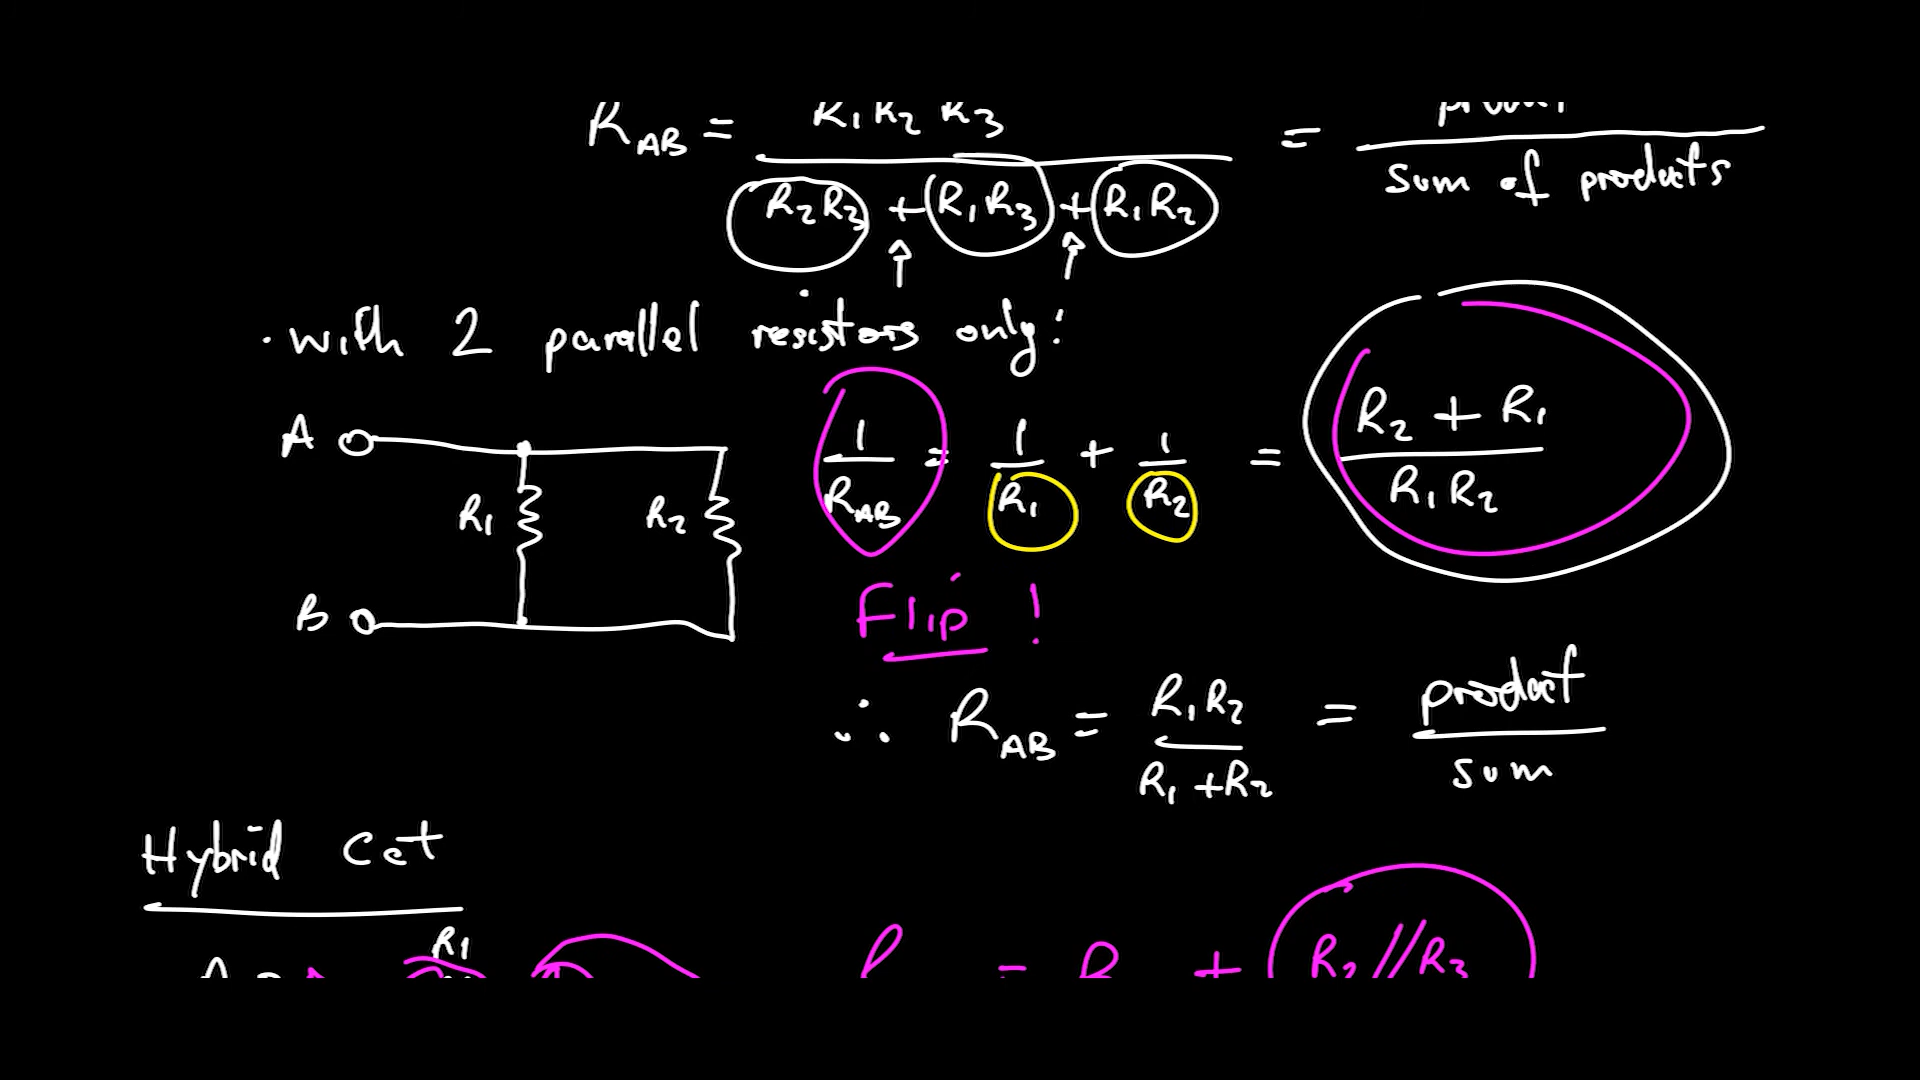 R_AB = R₁R₂R₃ / (R₂R₃ + R₁R₃ + R₁R₂) = product / sum of products
· with 2 parallel resistors only!
A
B
R₁
R₂
1/R_AB = 1/R₁ + 1/R₂ = (R₂ + R₁) / (R₁R₂)
Flip!
∴ R_AB = R₁R₂ / (R₁ + R₂) = product / sum
Hybrid Cct
R₁
A
= R + R₂//R₃